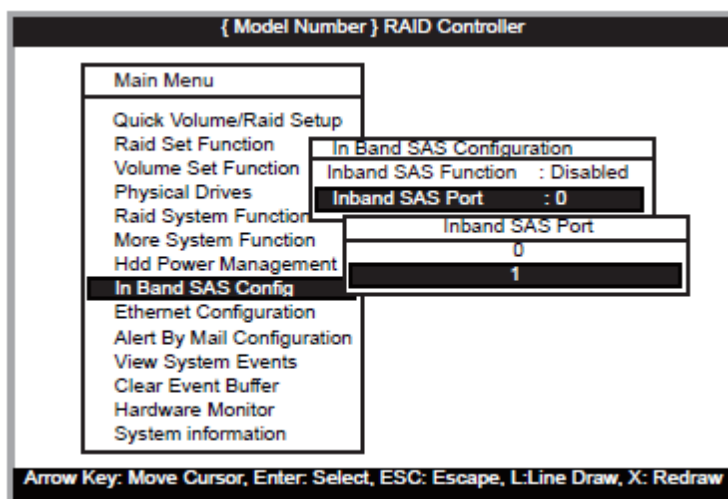 { Model Number } RAID Controller
Main Menu
Quick Volume/Raid Setup
Raid Set Function
Volume Set Function
Physical Drives
Raid System Function
More System Function
Hdd Power Management
In Band SAS Config
Ethernet Configuration
Alert By Mail Configuration
View System Events
Clear Event Buffer
Hardware Monitor
System information
In Band SAS Configuration
Inband SAS Function : Disabled
Inband SAS Port : 0
Inband SAS Port
0
1
Arrow Key: Move Cursor, Enter: Select, ESC: Escape, L:Line Draw, X: Redraw